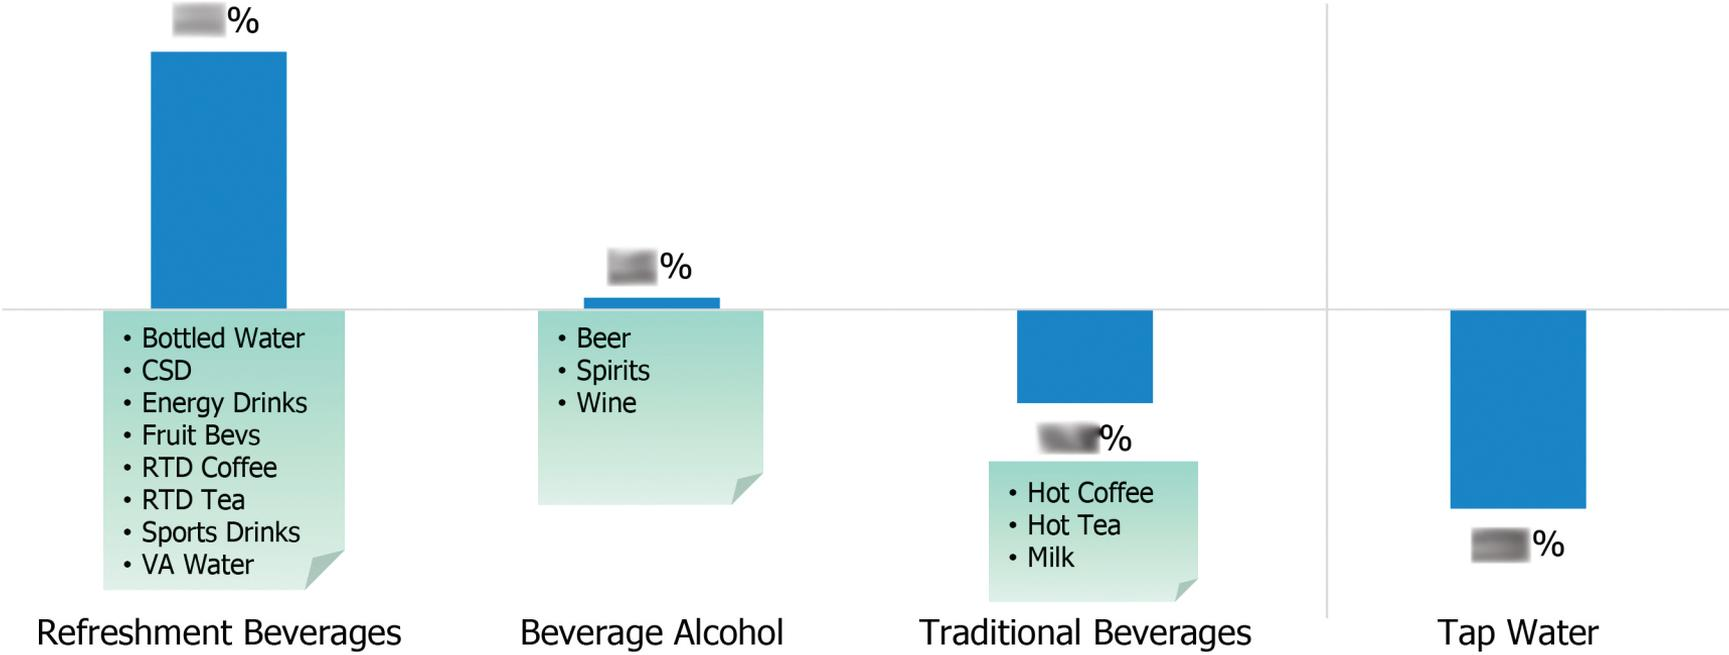 %
%
• Bottled Water
• CSD
• Energy Drinks
• Fruit Bevs
• RTD Coffee
• RTD Tea
• Sports Drinks
• VA Water
• Beer
• Spirits
• Wine
%
• Hot Coffee
• Hot Tea
• Milk
%
Refreshment Beverages
Beverage Alcohol
Traditional Beverages
Tap Water